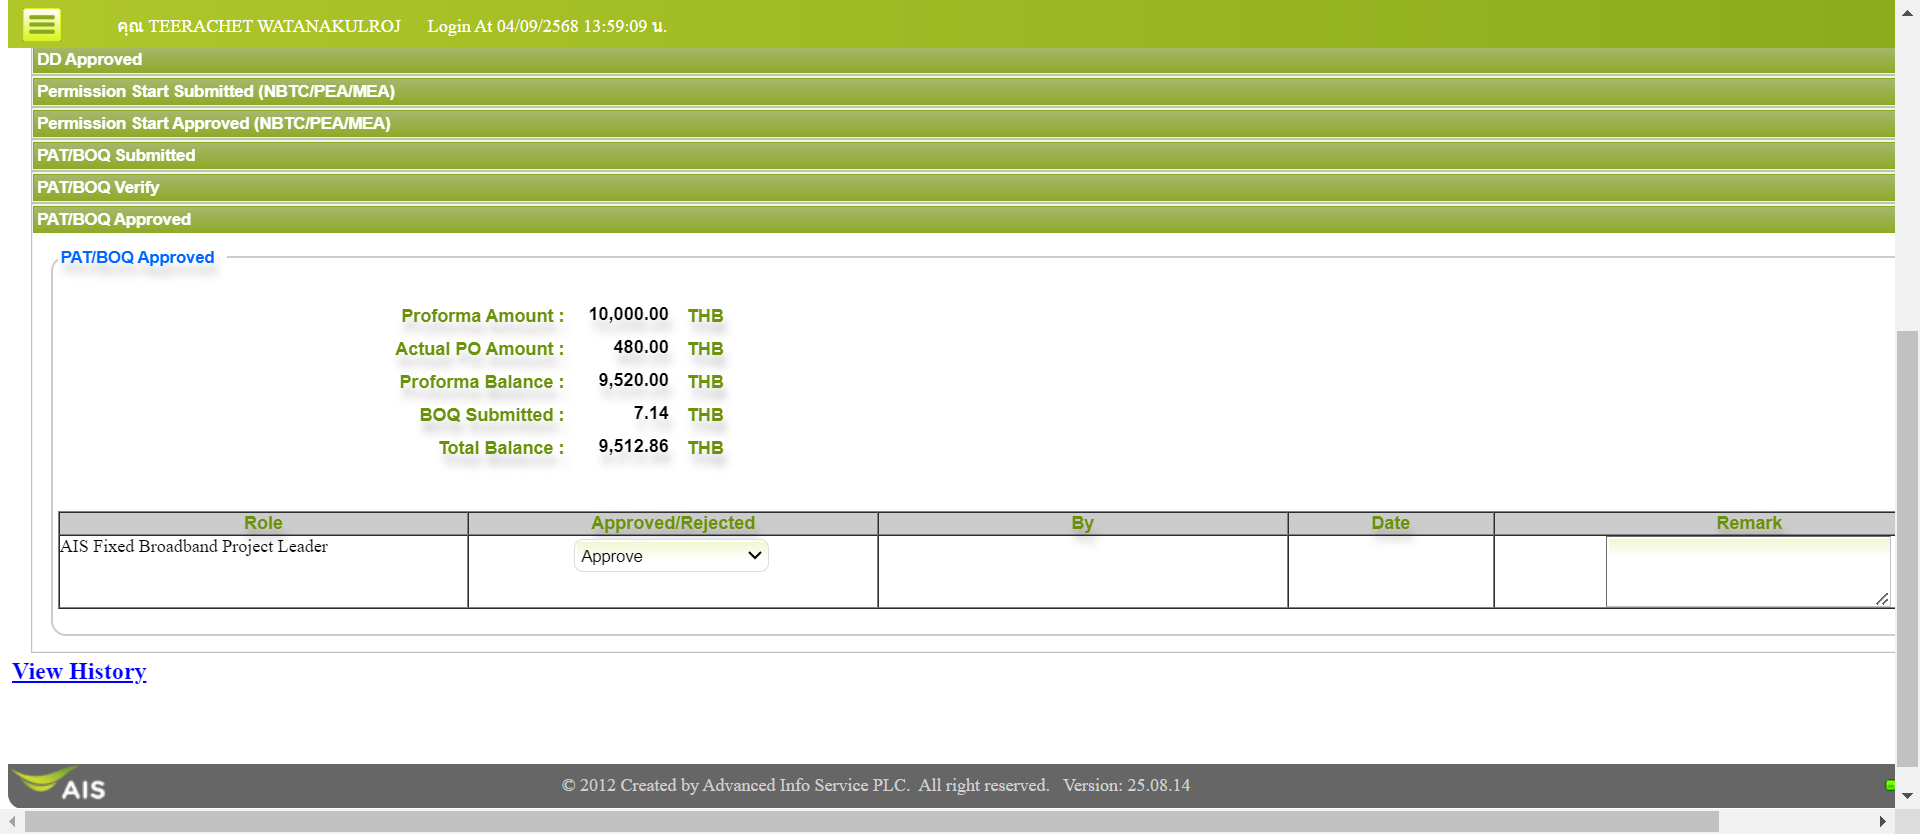 คุณ TEERACHET WATANAKULROJ Login At 04/09/2568 13:59:09 น.
DD Approved
Permission Start Submitted (NBTC/PEA/MEA)
Permission Start Approved (NBTC/PEA/MEA)
PAT/BOQ Submitted
PAT/BOQ Verify
PAT/BOQ Approved
PAT/BOQ Approved
Proforma Amount : 10,000.00 THB
Actual PO Amount : 480.00 THB
Proforma Balance : 9,520.00 THB
BOQ Submitted : 7.14 THB
Total Balance : 9,512.86 THB
Role Approved/Rejected By Date Remark
AIS Fixed Broadband Project Leader Approve
View History
AIS © 2012 Created by Advanced Info Service PLC. All right reserved. Version: 25.08.14